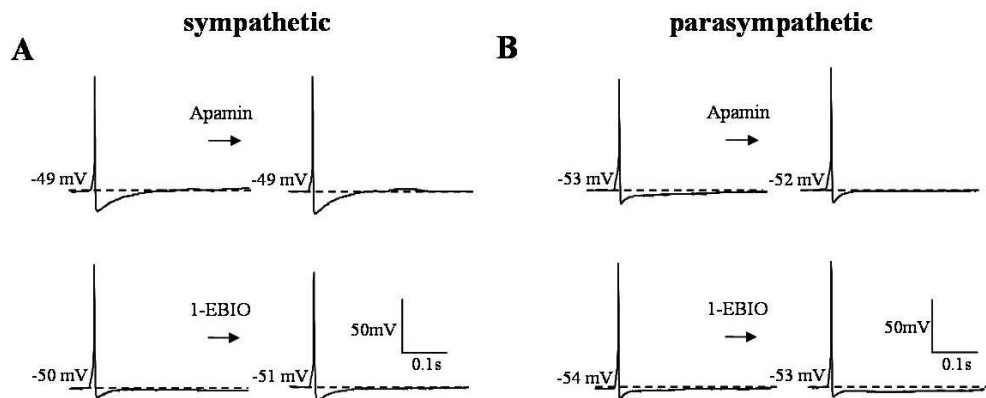 sympathetic
parasympathetic
A
B
Apamin
-49 mV
-49 mV
Apamin
-53 mV
-52 mV
1-EBIO
-50 mV
-51 mV
50mV
0.1s
1-EBIO
-54 mV
-53 mV
50mV
0.1s